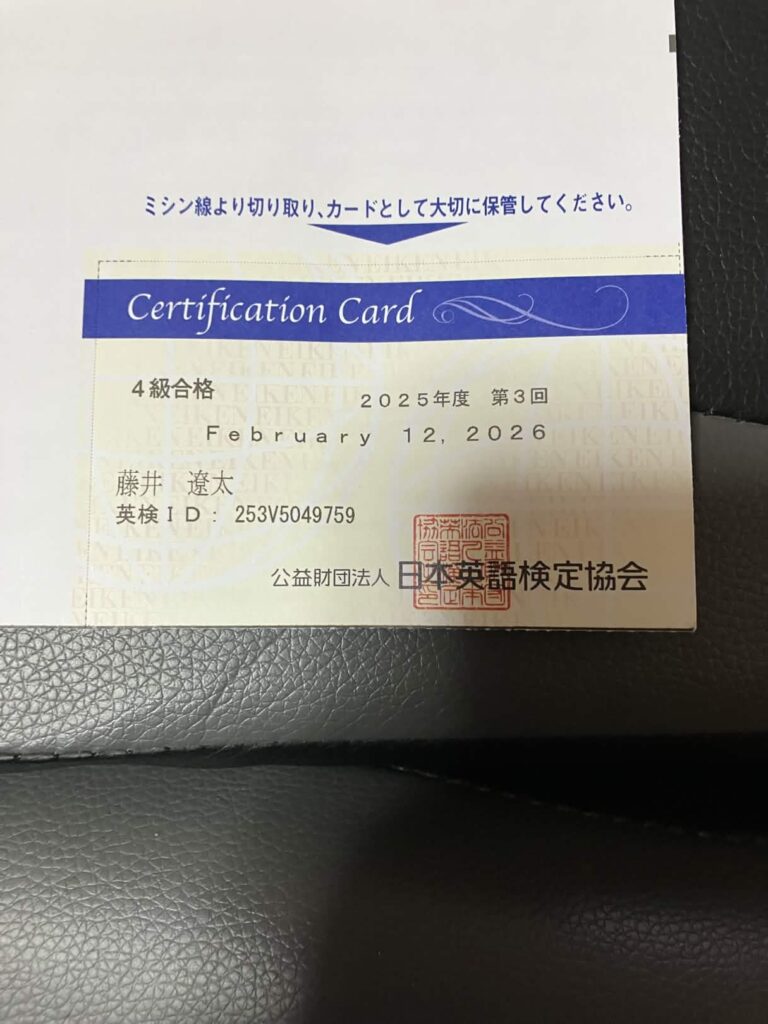 ミシン線より切り取り、カードとして大切に保管してください。
Certification Card
４級合格
２０２５年度　第３回
February 12, 2026
藤井　遼太
英検ＩＤ： 253V5049759
公益財団法人 日本英語検定協会